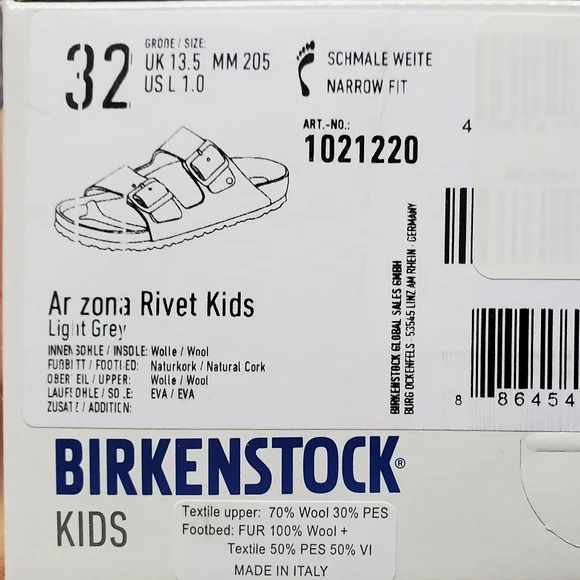 32
GRÖßE / SIZE:
UK 13.5 MM 205
US L 1.0
SCHMALE WEITE
NARROW FIT
ART.-NO.:
1021220
4
Arizona Rivet Kids
Light Grey
INNENSOHLE / INSOLE: Wolle / Wool
FUßBETT / FOOTBED: Naturkork / Natural Cork
OBERTEIL / UPPER: Wolle / Wool
LAUFSOHLE / SOLE: EVA / EVA
ZUSATZ / ADDITION:
BIRKENSTOCK GLOBAL SALES GMBH
BURG OCKENFELS · 53545 LINZ AM RHEIN · GERMANY
8 86454
BIRKENSTOCK®
KIDS
Textile upper: 70% Wool 30% PES
Footbed: FUR 100% Wool +
Textile 50% PES 50% VI
MADE IN ITALY